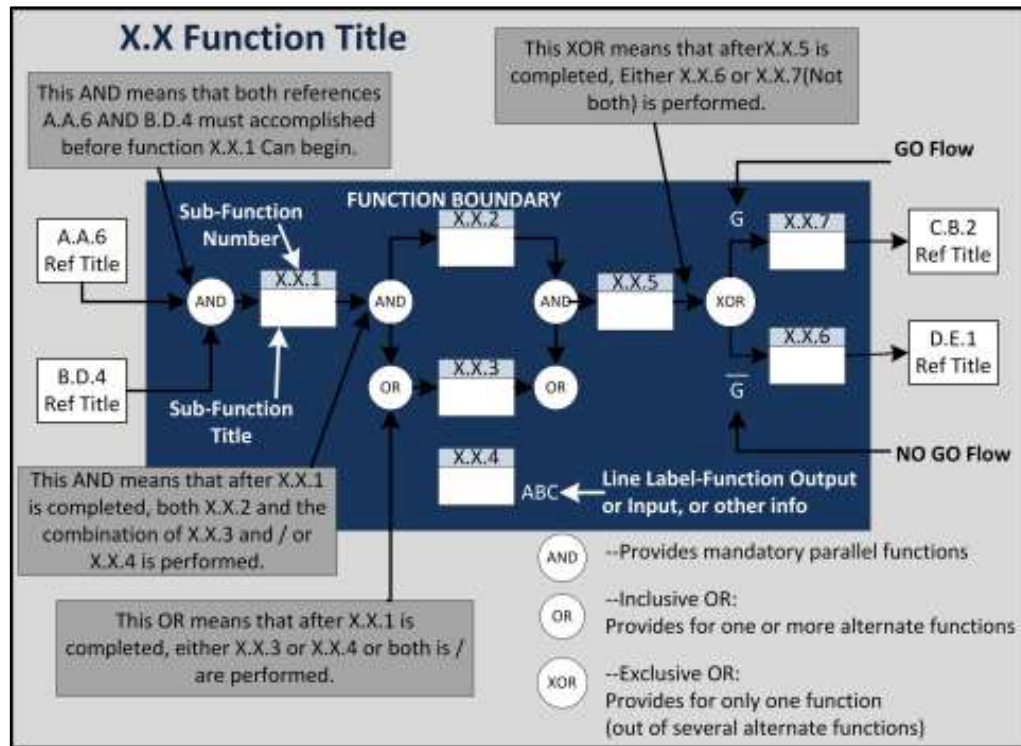 X.X Function Title
This AND means that both references
A.A.6 AND B.D.4 must accomplished
before function X.X.1 Can begin.
This XOR means that afterX.X.5 is
completed, Either X.X.6 or X.X.7(Not
both) is performed.
GO Flow
FUNCTION BOUNDARY
Sub-Function
Number
A.A.6
Ref Title
B.D.4
Ref Title
AND
X.X.1
AND
X.X.2
AND
X.X.5
XOR
G
X.X.7
C.B.2
Ref Title
OR
X.X.3
OR
X.X.6
G
D.E.1
Ref Title
Sub-Function
Title
NO GO Flow
X.X.4
ABC
Line Label-Function Output
or Input, or other info
This AND means that after X.X.1
is completed, both X.X.2 and the
combination of X.X.3 and / or
X.X.4 is performed.
This OR means that after X.X.1 is
completed, either X.X.3 or X.X.4 or both is /
are performed.
AND
--Provides mandatory parallel functions
OR
--Inclusive OR:
Provides for one or more alternate functions
XOR
--Exclusive OR:
Provides for only one function
(out of several alternate functions)